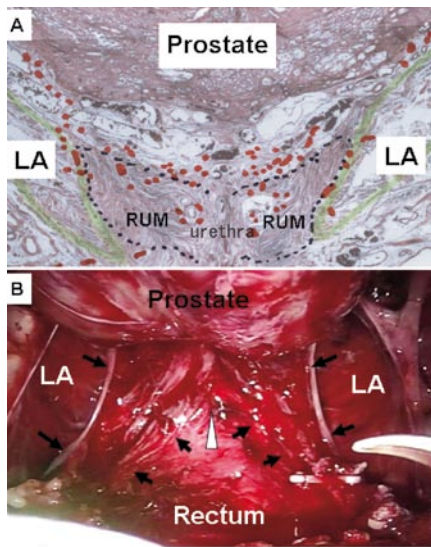 A
Prostate
LA
LA
RUM
RUM
urethra
B
Prostate
LA
LA
Rectum